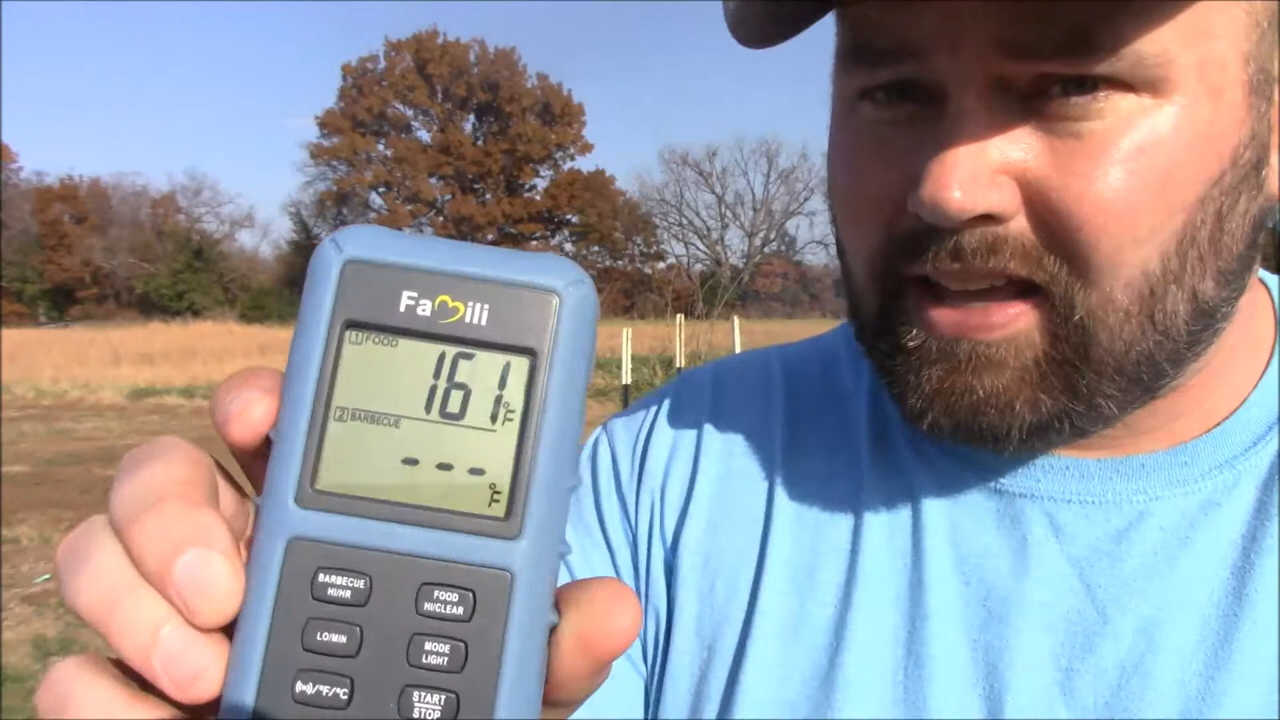 Famili
1 FOOD
161 °F
2 BARBECUE
- - - °F
BARBECUE
HI/HR
FOOD
HI/CLEAR
LO/MIN
MODE
LIGHT
((•))/°F/°C
START
STOP